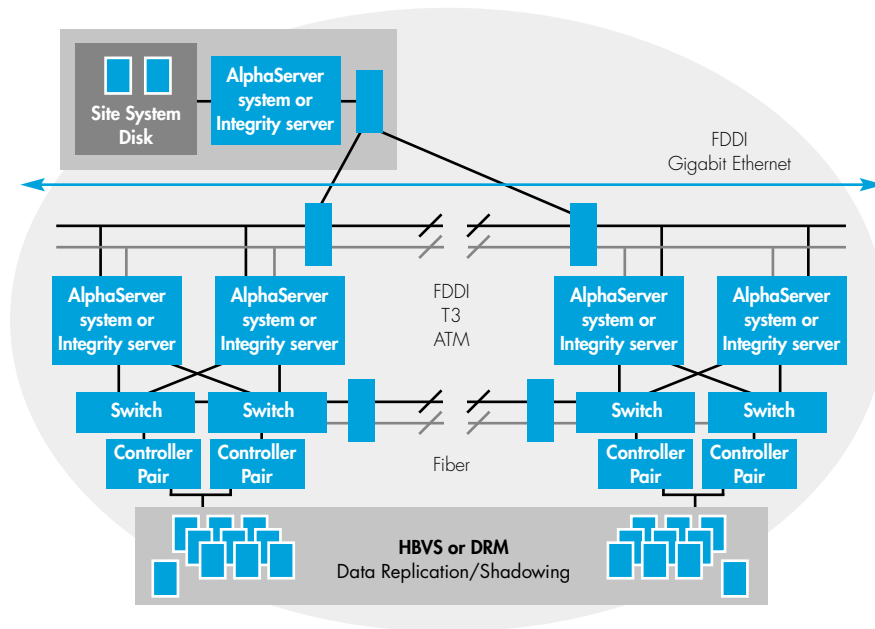 Site System
Disk
AlphaServer
system or
Integrity server
FDDI
Gigabit Ethernet
AlphaServer
system or
Integrity server
AlphaServer
system or
Integrity server
FDDI
T3
ATM
AlphaServer
system or
Integrity server
AlphaServer
system or
Integrity server
Switch
Switch
Switch
Switch
Controller
Pair
Controller
Pair
Fiber
Controller
Pair
Controller
Pair
HBVS or DRM
Data Replication/Shadowing